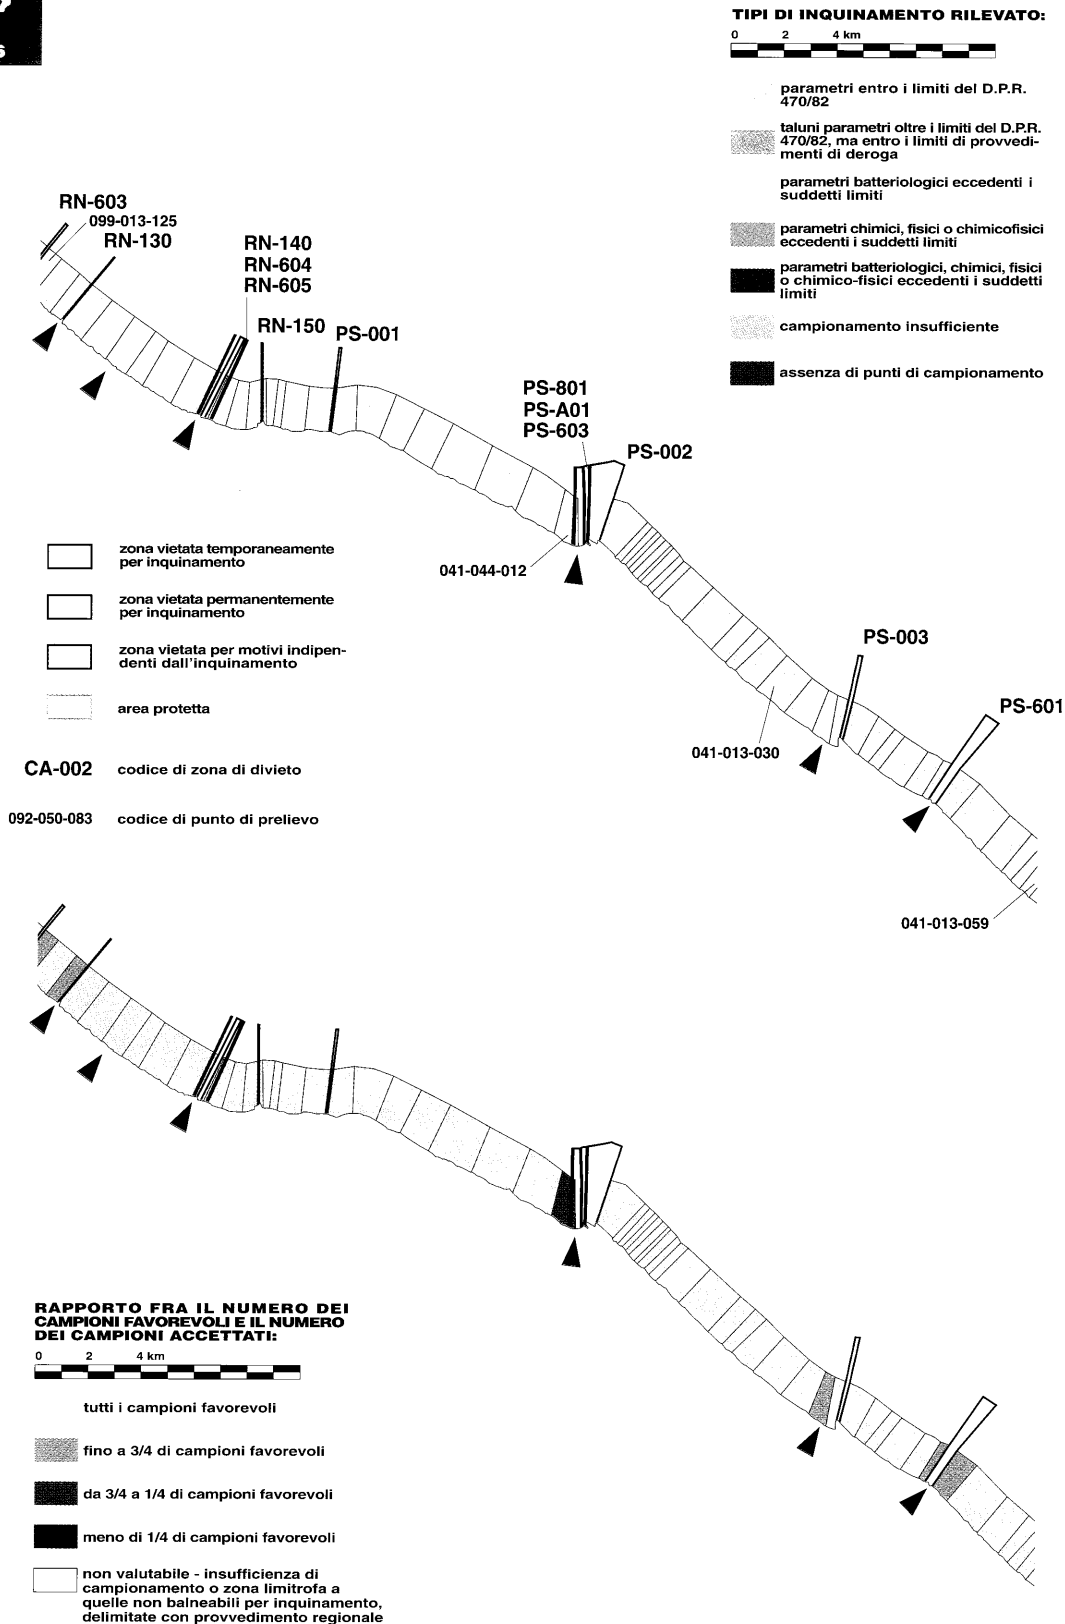 6
TIPI DI INQUINAMENTO RILEVATO:
0 2 4 km
parametri entro i limiti del D.P.R.
470/82
taluni parametri oltre i limiti del D.P.R.
470/82, ma entro i limiti di provvedi-
menti di deroga
parametri batteriologici eccedenti i
suddetti limiti
parametri chimici, fisici o chimicofisici
eccedenti i suddetti limiti
parametri batteriologici, chimici, fisici
o chimico-fisici eccedenti i suddetti
limiti
campionamento insufficiente
assenza di punti di campionamento
RN-603
099-013-125
RN-130
RN-140
RN-604
RN-605
RN-150
PS-001
PS-801
PS-A01
PS-603
PS-002
041-044-012
PS-003
041-013-030
PS-601
041-013-059
zona vietata temporaneamente
per inquinamento
zona vietata permanentemente
per inquinamento
zona vietata per motivi indipen-
denti dall'inquinamento
area protetta
CA-002 codice di zona di divieto
092-050-083 codice di punto di prelievo
RAPPORTO FRA IL NUMERO DEI
CAMPIONI FAVOREVOLI E IL NUMERO
DEI CAMPIONI ACCETTATI:
0 2 4 km
tutti i campioni favorevoli
fino a 3/4 di campioni favorevoli
da 3/4 a 1/4 di campioni favorevoli
meno di 1/4 di campioni favorevoli
non valutabile - insufficienza di
campionamento o zona limitrofa a
quelle non balneabili per inquinamento,
delimitate con provvedimento regionale